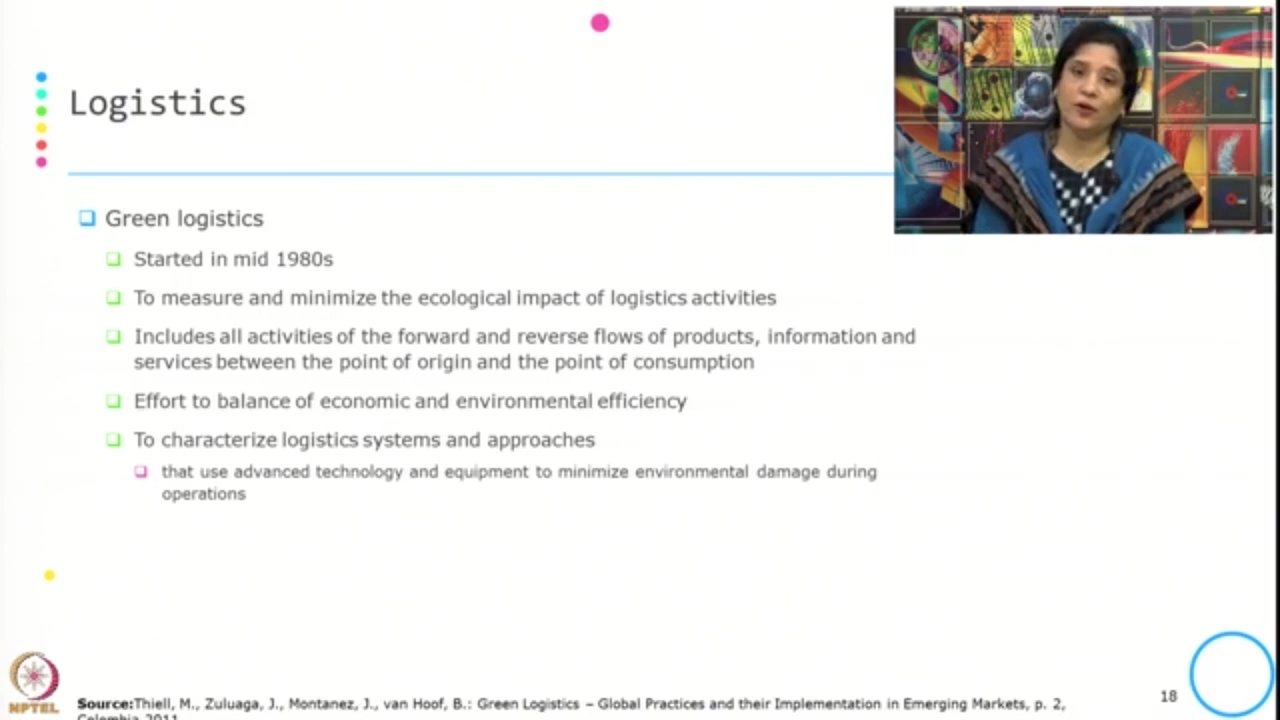 Logistics
Green logistics
Started in mid 1980s
To measure and minimize the ecological impact of logistics activities
Includes all activities of the forward and reverse flows of products, information and
services between the point of origin and the point of consumption
Effort to balance of economic and environmental efficiency
To characterize logistics systems and approaches
that use advanced technology and equipment to minimize environmental damage during
operations
NPTEL
Source:Thiell, M., Zuluaga, J., Montanez, J., van Hoof, B.: Green Logistics – Global Practices and their Implementation in Emerging Markets, p. 2,
Colombia 2011
18